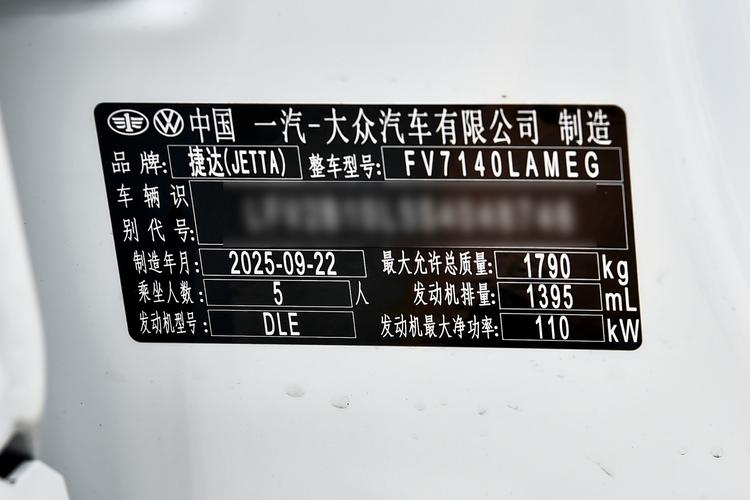 中国 一汽-大众汽车有限公司 制造
品牌: 捷达(JETTA) 整车型号: FV7140LAMEG
车辆识
别代号:
制造年月: 2025-09-22 最大允许总质量: 1790 kg
乘坐人数: 5 人 发动机排量: 1395 mL
发动机型号: DLE 发动机最大净功率: 110 kW